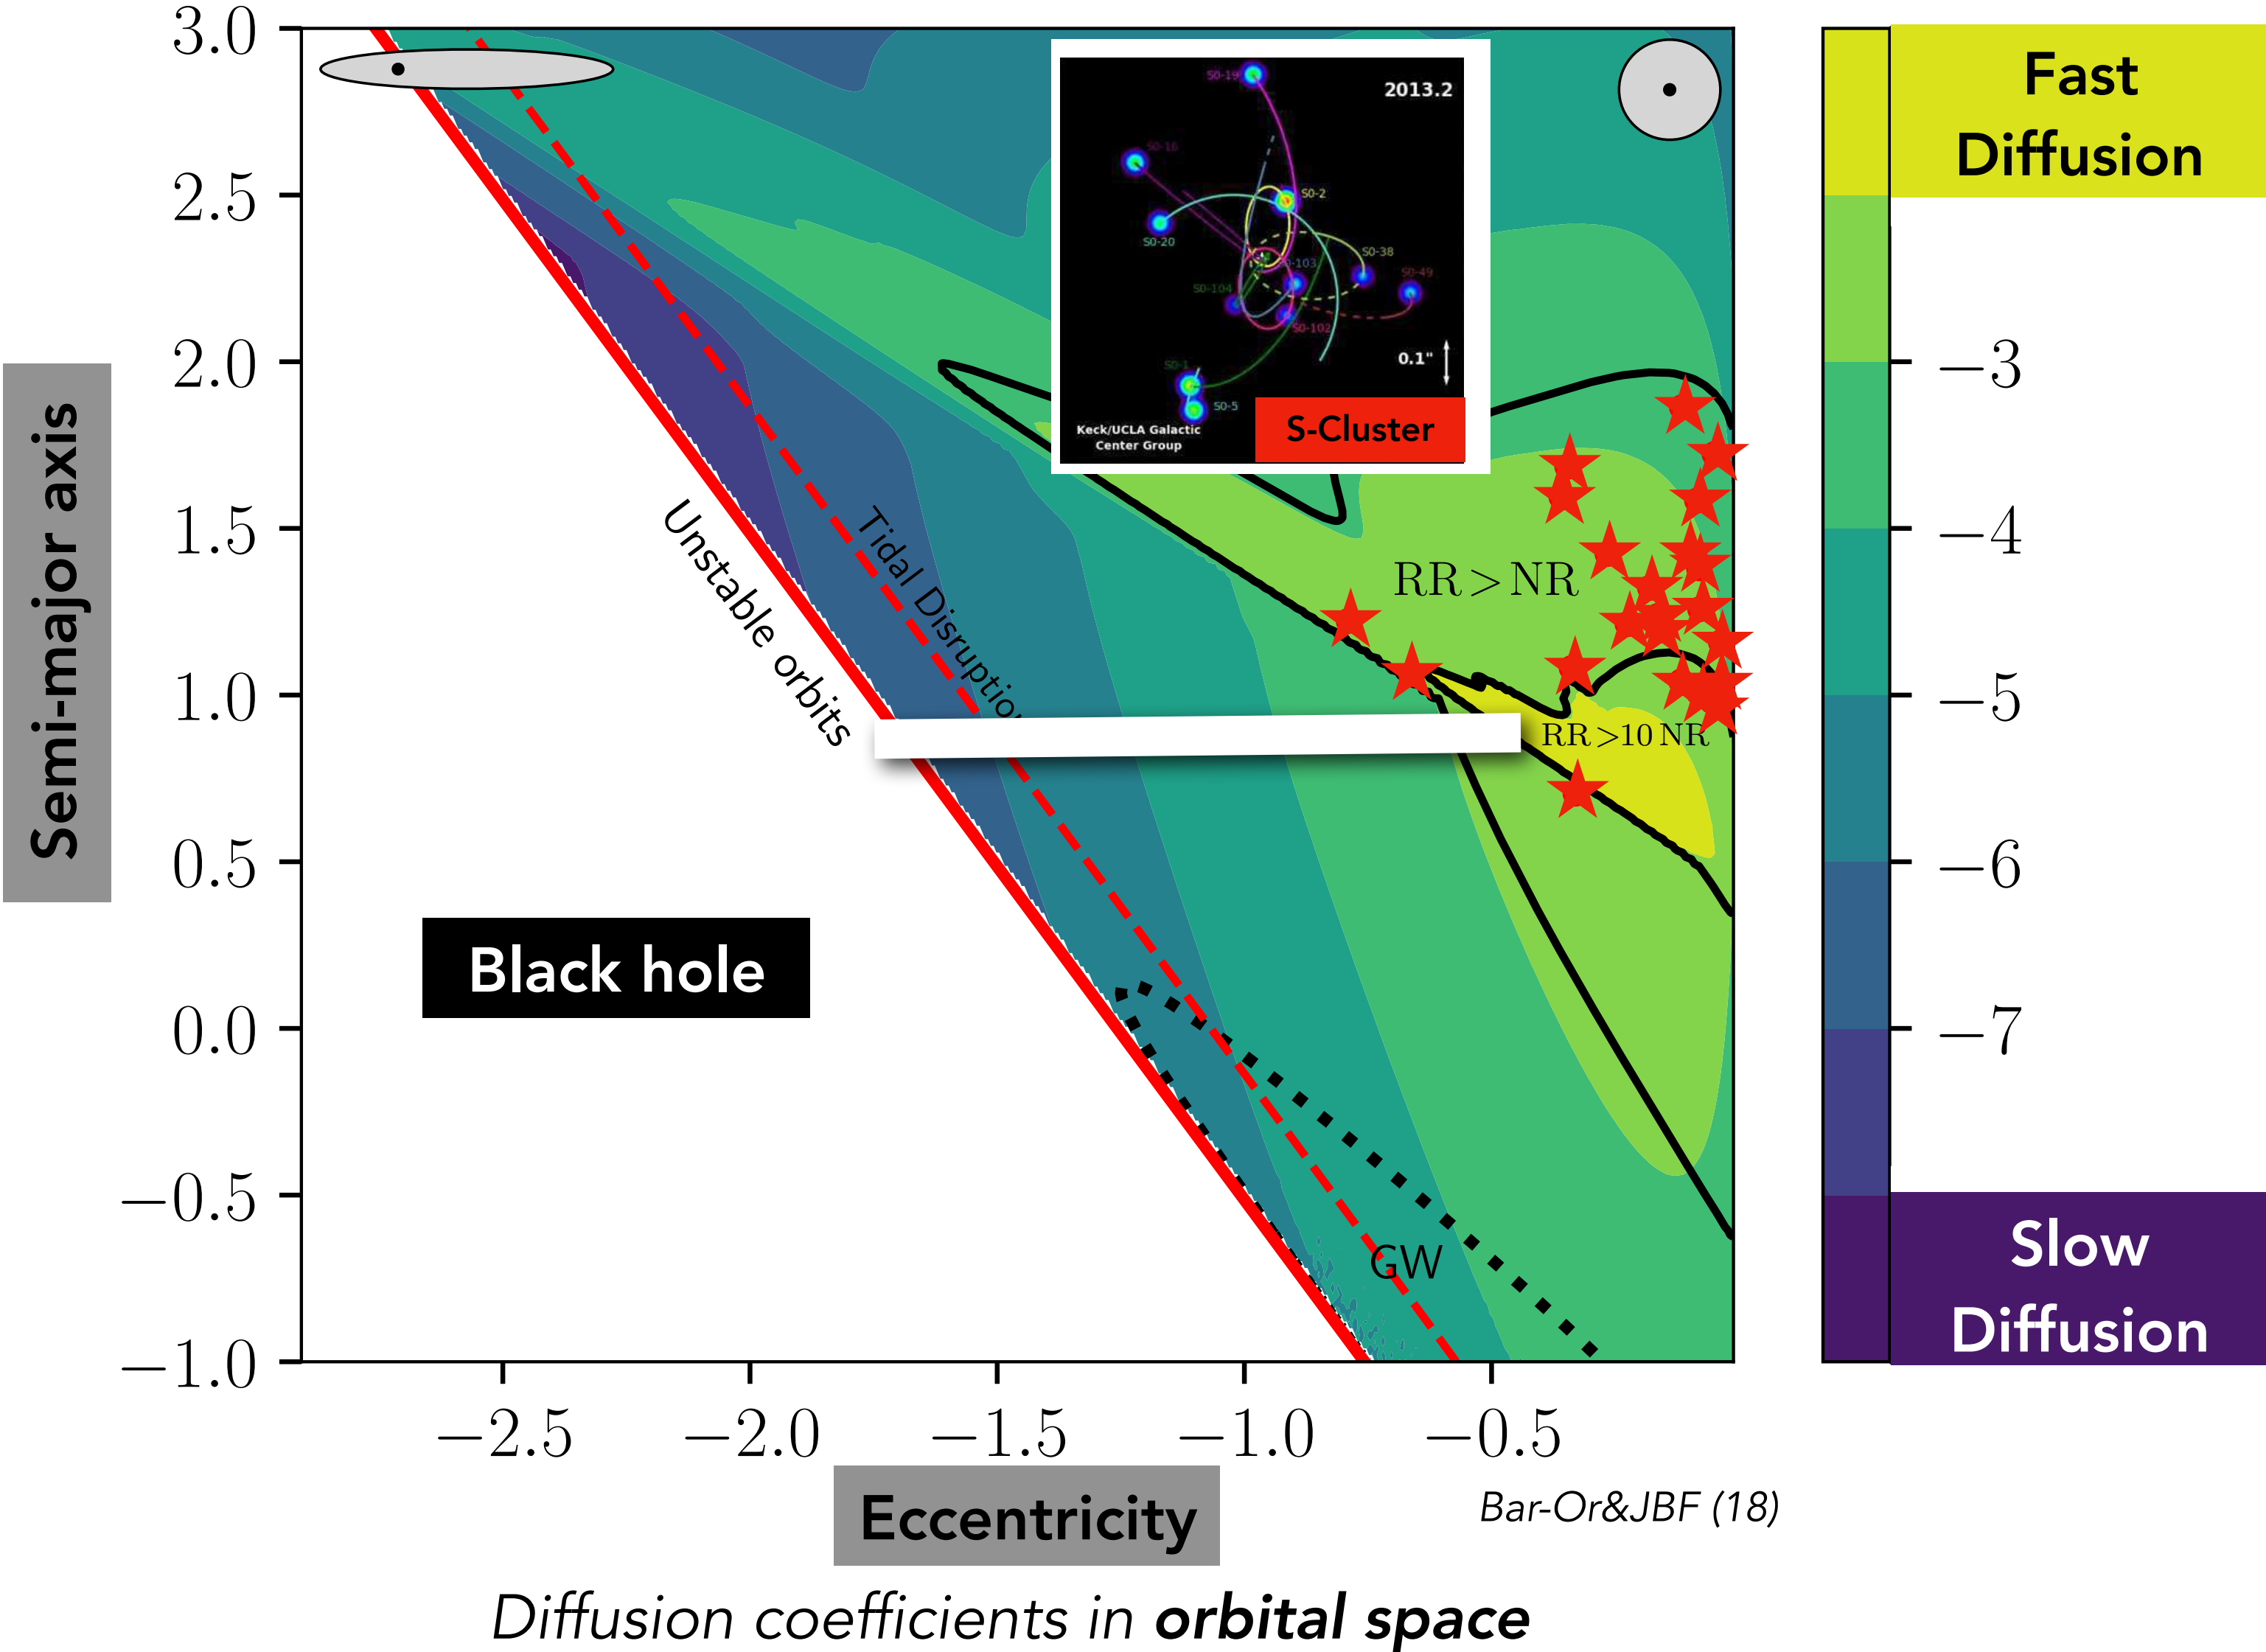 3.0
2.5
2.0
1.5
1.0
0.5
0.0
−0.5
−1.0
Semi-major axis
−2.5
−2.0
−1.5
−1.0
−0.5
Eccentricity
Bar-Or&JBF (18)
Diffusion coefficients in orbital space
Black hole
Unstable orbits
Tidal Disruption
GW
RR > NR
RR >10 NR
2013.2
S0-19
S0-16
S0-2
S0-20
S0-38
S0-103
S0-49
S0-104
S0-102
S0-1
S0-5
0.1"
Keck/UCLA Galactic
Center Group
S-Cluster
Fast
Diffusion
−3
−4
−5
−6
−7
Slow
Diffusion